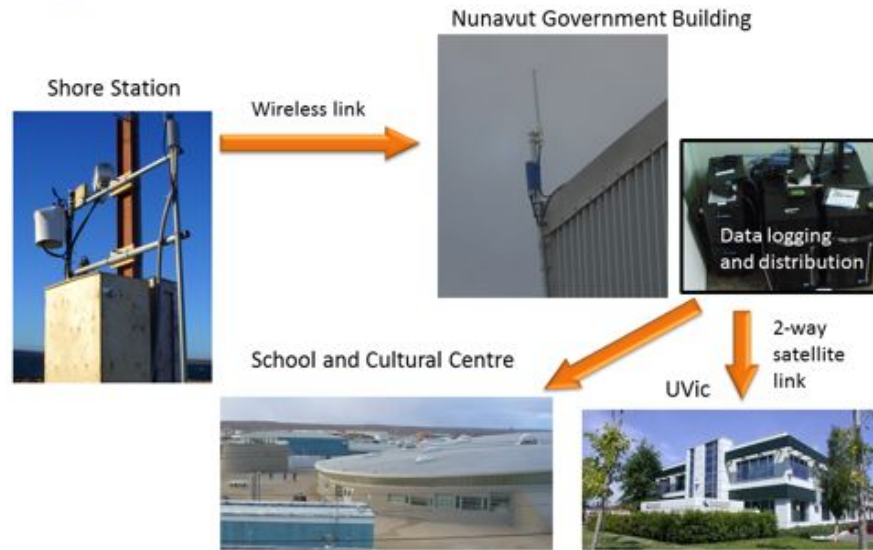 Nunavut Government Building
Shore Station
Wireless link
Data logging
and distribution
2-way
satellite
link
School and Cultural Centre
UVic